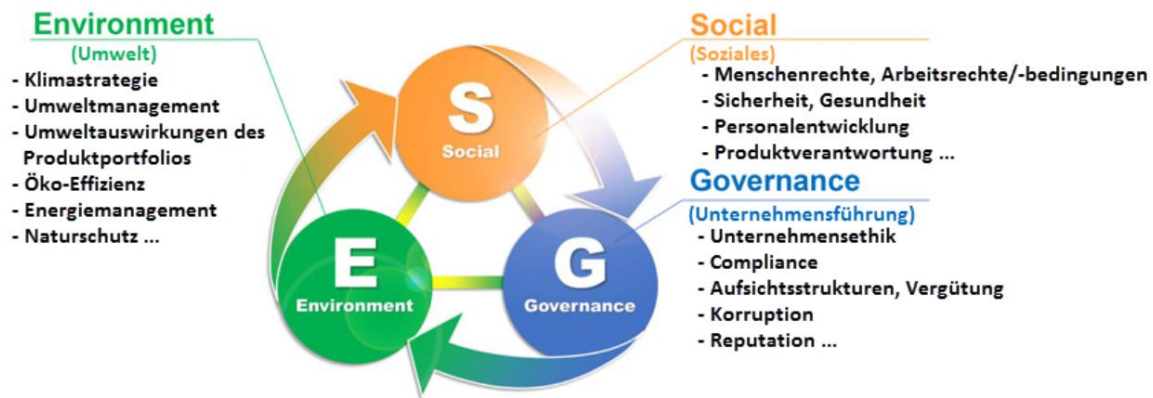 Environment
(Umwelt)
- Klimastrategie
- Umweltmanagement
- Umweltauswirkungen des
Produktportfolios
- Öko-Effizienz
- Energiemanagement
- Naturschutz ...
S
Social
E
Environment
G
Governance
Social
(Soziales)
- Menschenrechte, Arbeitsrechte/-bedingungen
- Sicherheit, Gesundheit
- Personalentwicklung
- Produktverantwortung ...
Governance
(Unternehmensführung)
- Unternehmensethik
- Compliance
- Aufsichtsstrukturen, Vergütung
- Korruption
- Reputation ...